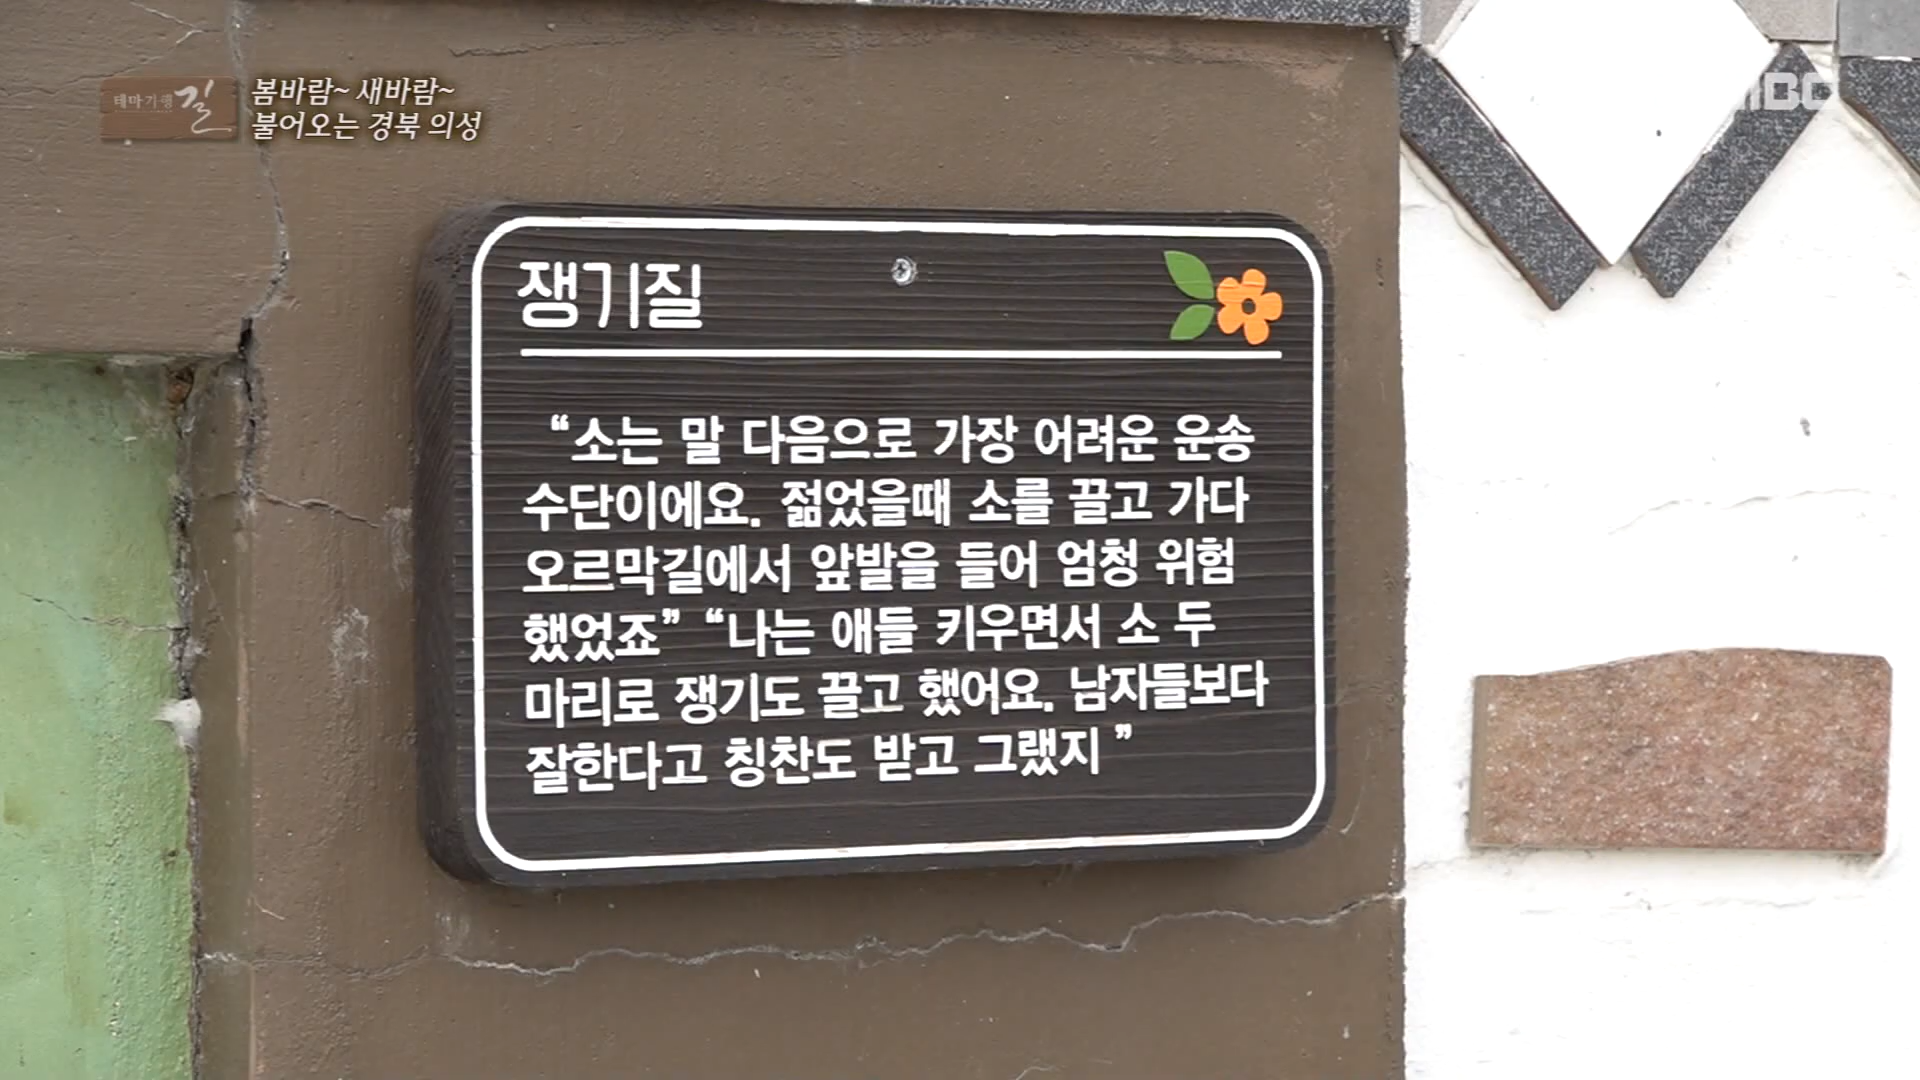 테마기행 길
봄바람~ 새바람~
불어오는 경북 의성
MBC
쟁기질
“소는 말 다음으로 가장 어려운 운송
수단이에요. 젊었을때 소를 끌고 가다
오르막길에서 앞발을 들어 엄청 위험
했었죠” “나는 애들 키우면서 소 두
마리로 쟁기도 끌고 했어요. 남자들보다
잘한다고 칭찬도 받고 그랬지 ”